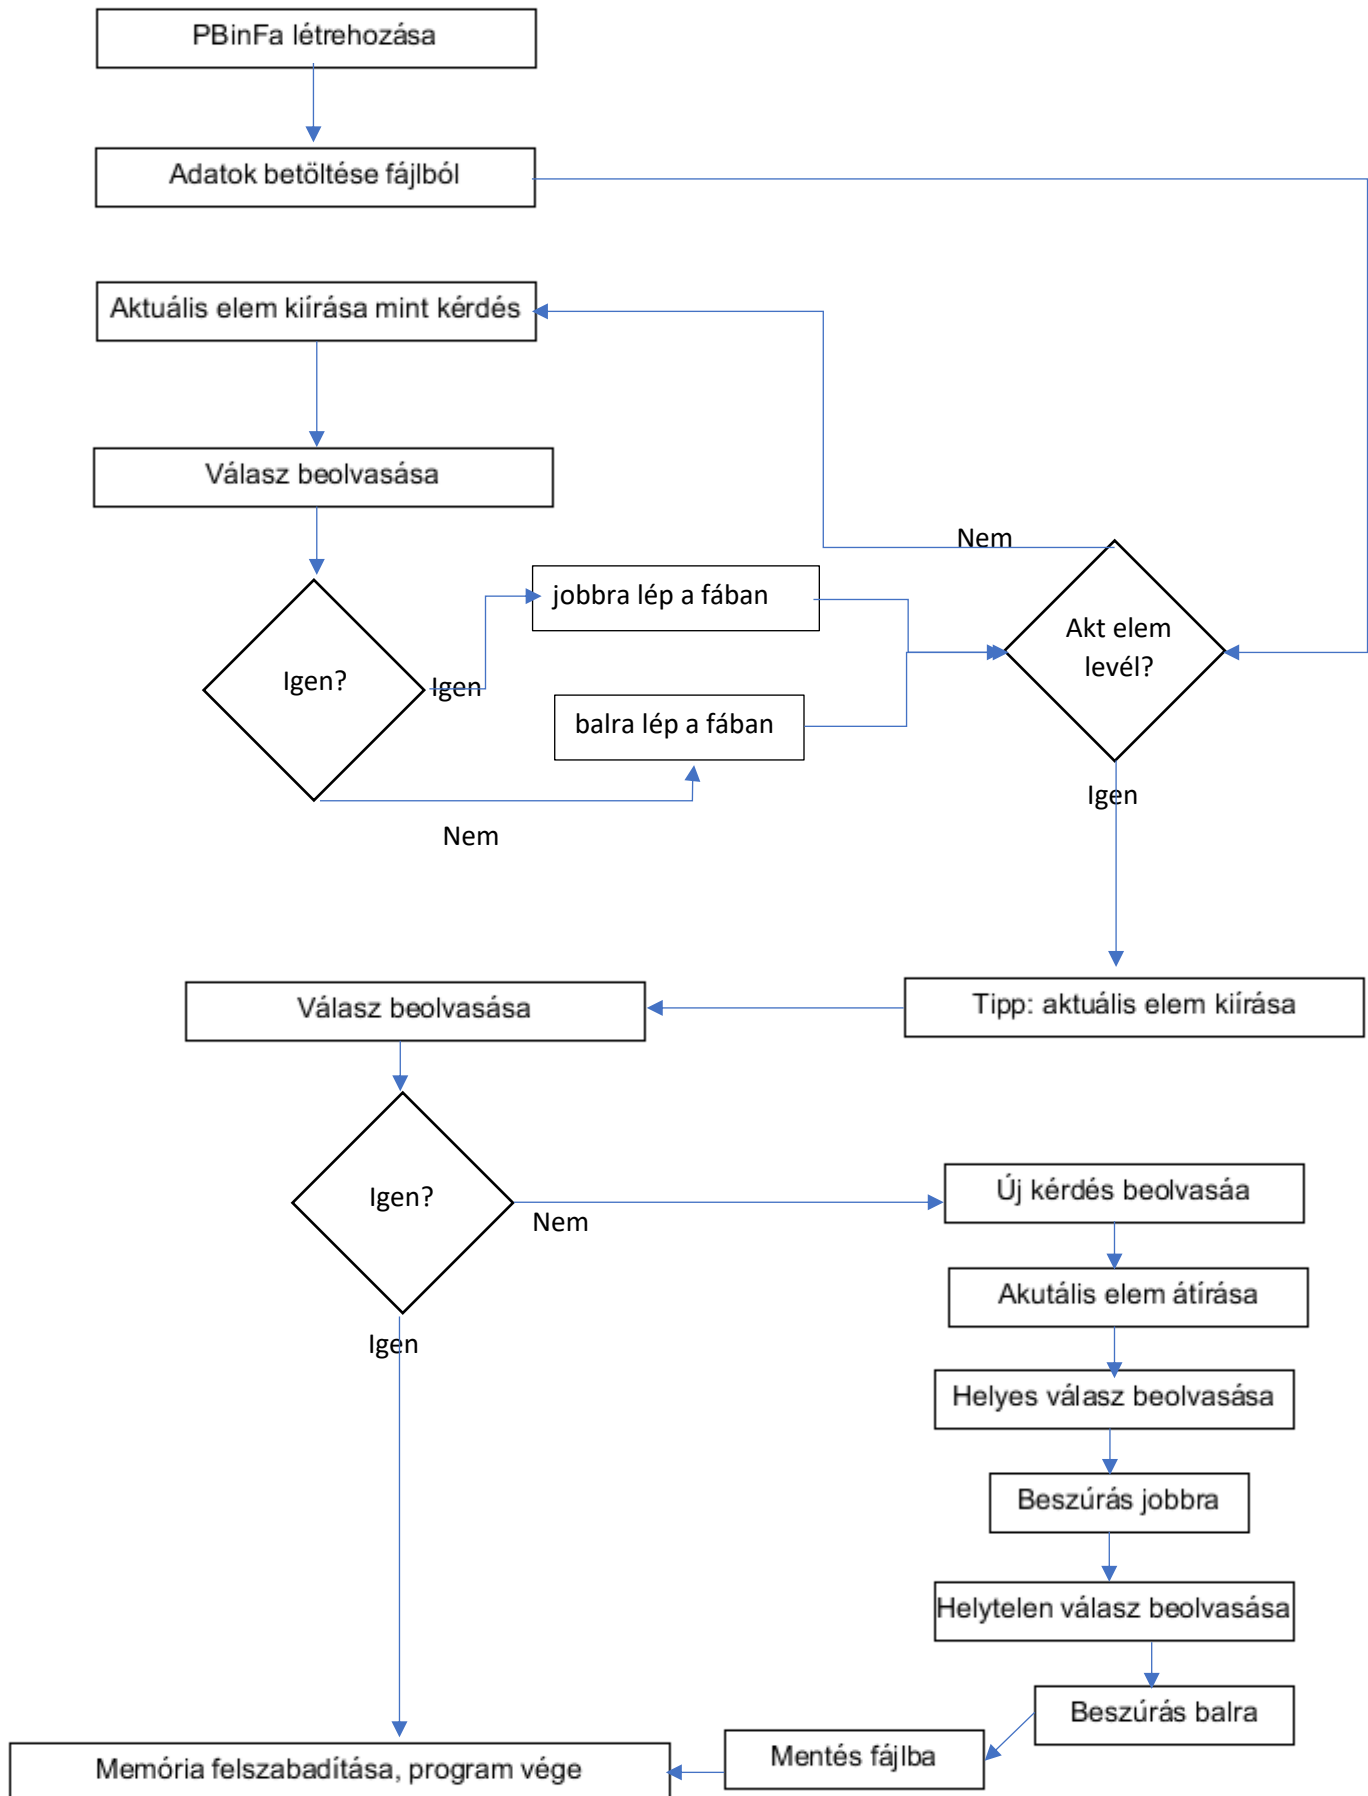 PBinFa létrehozása
Adatok betöltése fájlból
Aktuális elem kiírása mint kérdés
Válasz beolvasása
Nem
jobbra lép a fában
Akt elem
levél?
Igen?
Igen
balra lép a fában
Igen
Nem
Válasz beolvasása
Tipp: aktuális elem kiírása
Igen?
Nem
Új kérdés beolvasáa
Akutális elem átírása
Igen
Helyes válasz beolvasása
Beszúrás jobbra
Helytelen válasz beolvasása
Beszúrás balra
Mentés fájlba
Memória felszabadítása, program vége